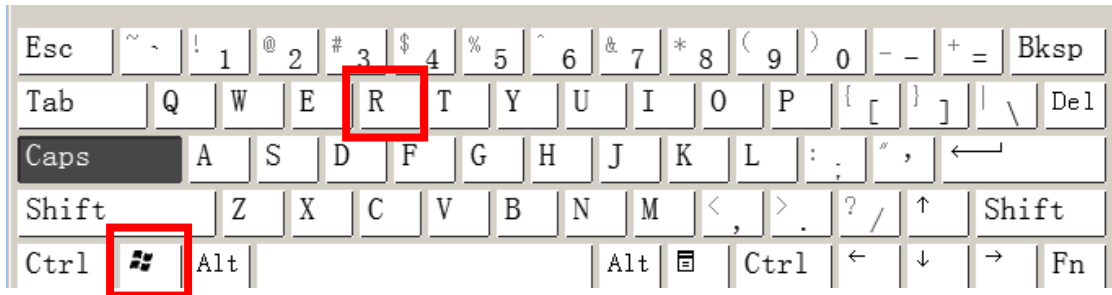 Esc ~ ` ! 1 @ 2 # 3 $ 4 % 5 ^ 6 & 7 * 8 ( 9 ) 0 _ - + = Bksp
Tab Q W E R T Y U I O P { [ } ] | \ Del
Caps A S D F G H J K L : ; " ' ←
Shift Z X C V B N M < , > . ? / ↑ Shift
Ctrl Alt Alt Ctrl ← ↓ → Fn